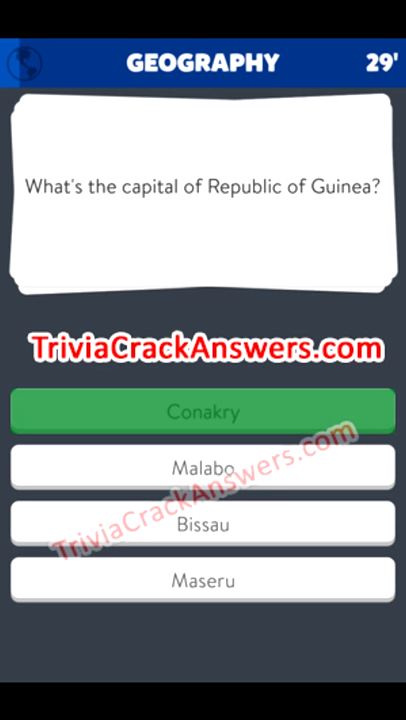 GEOGRAPHY 29'
What's the capital of Republic of Guinea?
TriviaCrackAnswers.com
Conakry
Malabo
TriviaCrackAnswers.com
Bissau
Maseru